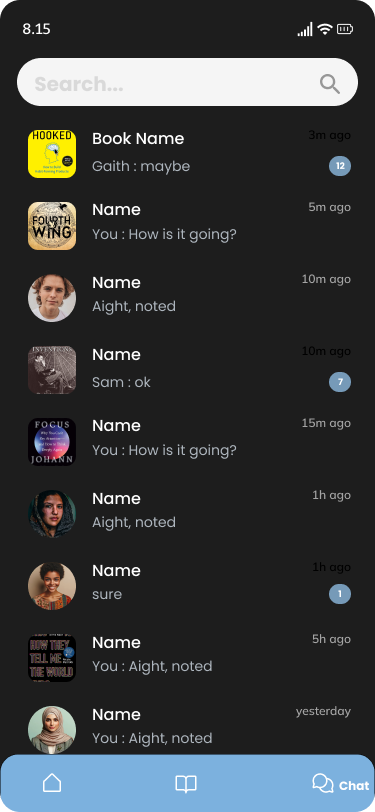 8.15
Search...
HOOKED
Book Name
3m ago
Gaith : maybe
12
FOURTH
WING
Name
5m ago
You : How is it going?
Name
10m ago
Aight, noted
Name
10m ago
Sam : ok
7
FOCUS
JOHANN
Name
15m ago
You : How is it going?
Name
1h ago
Aight, noted
Name
1h ago
sure
1
NOW THEY
TELL ME
THE WORLD
Name
5h ago
You : Aight, noted
Name
yesterday
You : Aight, noted
Chat